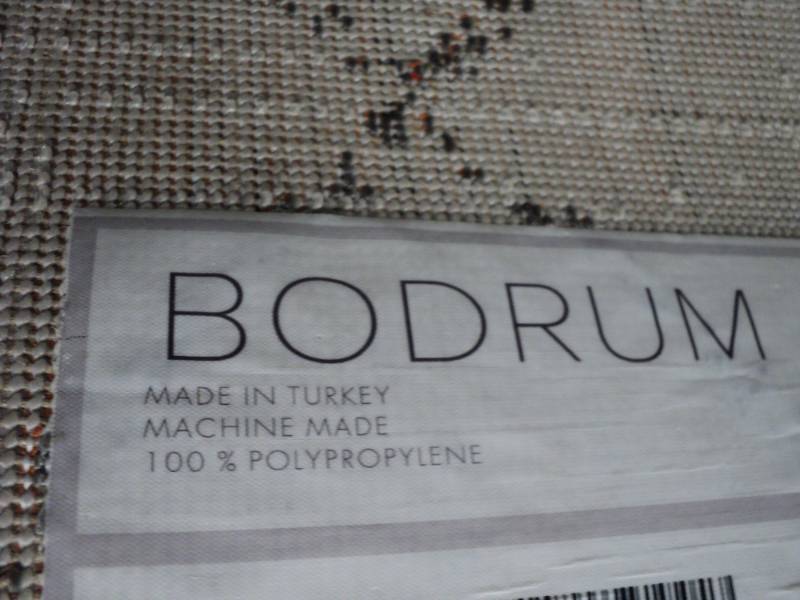 BODRUM
MADE IN TURKEY
MACHINE MADE
100 % POLYPROPYLENE